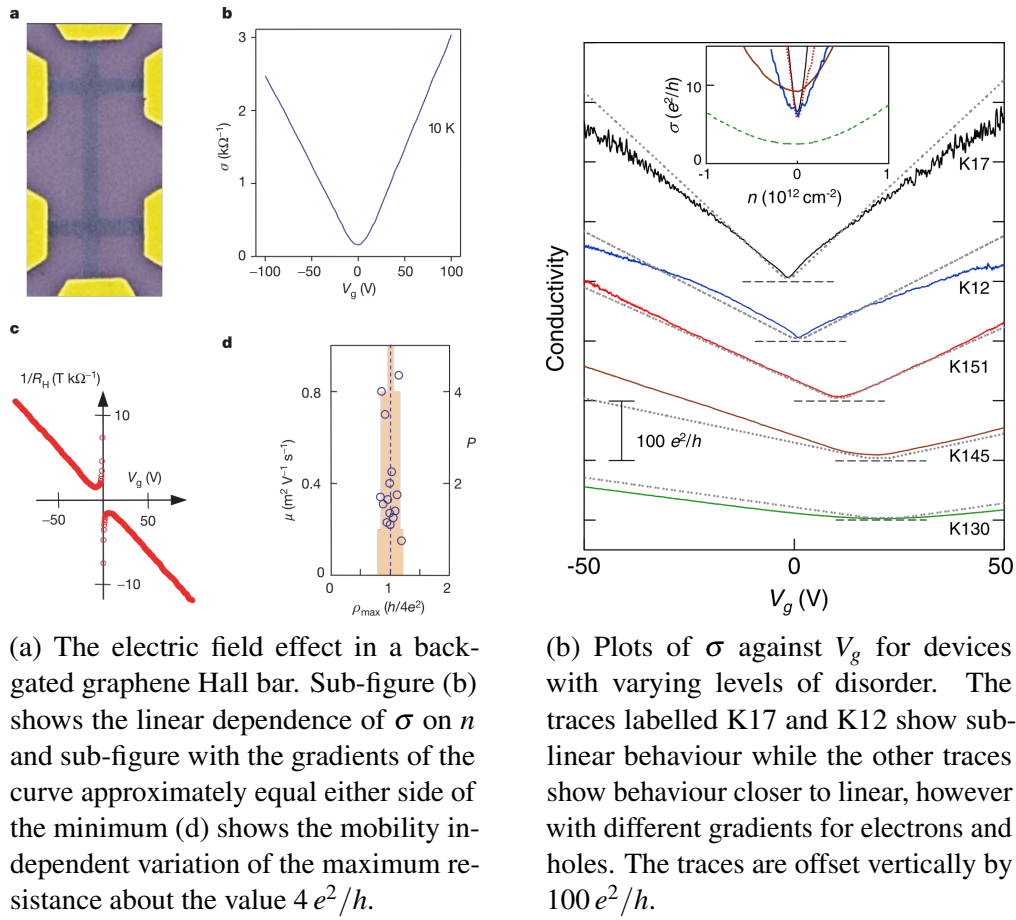 a
b
3
2
1
0
σ (kΩ⁻¹)
10 K
−100 −50 0 50 100
Vg (V)
c
1/RH (T kΩ⁻¹)
10
Vg (V)
−50 50
−10
d
0.8
0.4
0
μ (m² V⁻¹ s⁻¹)
4
2
0
P
0 1 2
ρmax (h/4e²)
(a) The electric field effect in a back-
gated graphene Hall bar. Sub-figure (b)
shows the linear dependence of σ on n
and sub-figure with the gradients of the
curve approximately equal either side of
the minimum (d) shows the mobility in-
dependent variation of the maximum re-
sistance about the value 4 e²/h.
10
0
σ (e²/h)
-1 0 1
n (10¹² cm⁻²)
K17
K12
K151
K145
K130
100 e²/h
Conductivity
-50 0 50
Vg (V)
(b) Plots of σ against Vg for devices
with varying levels of disorder. The
traces labelled K17 and K12 show sub-
linear behaviour while the other traces
show behaviour closer to linear, however
with different gradients for electrons and
holes. The traces are offset vertically by
100 e²/h.